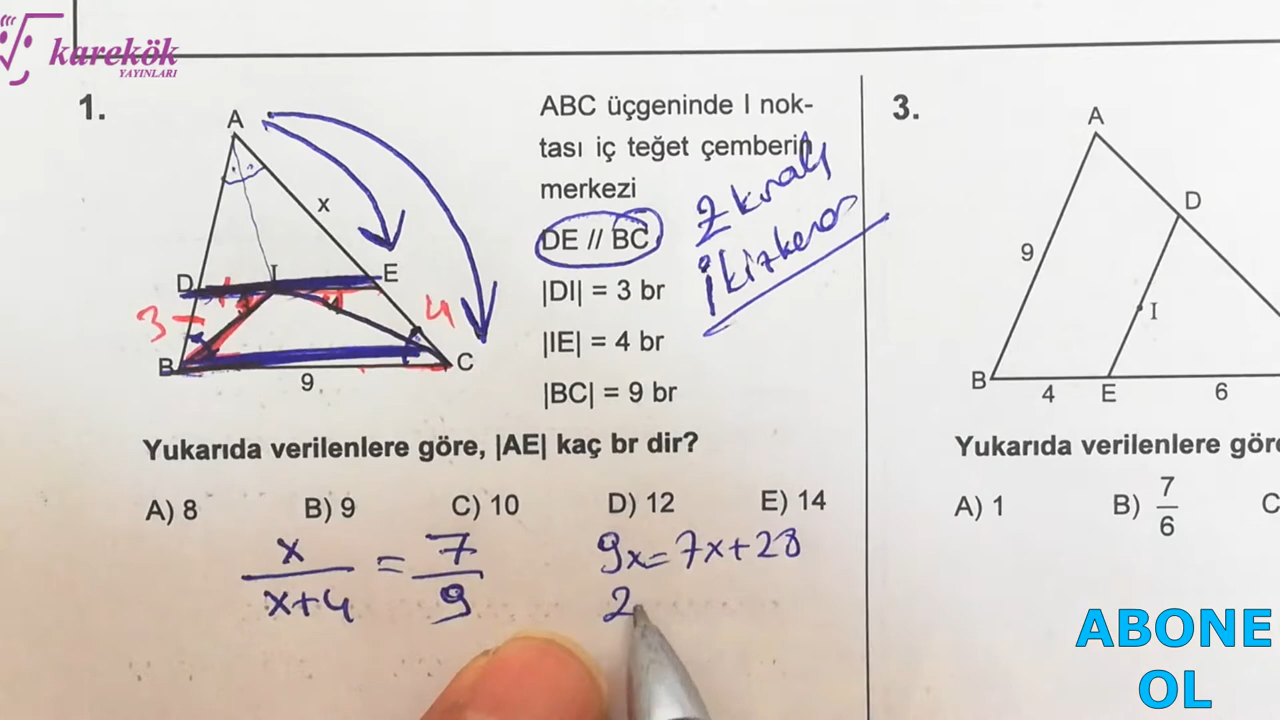 karekök
YAYINLARI
1.
A
x
D
I
E
3
4
B
C
9
ABC üçgeninde I nok-
tası iç teğet çemberin
merkezi
DE // BC
|DI| = 3 br
|IE| = 4 br
|BC| = 9 br
2 kıralı
ikizkenar
Yukarıda verilenlere göre, |AE| kaç br dir?
A) 8 B) 9 C) 10 D) 12 E) 14
x / x+4 = 7 / 9
9x=7x+28
2
3.
A
D
9
I
B
4
E
6
Yukarıda verilenlere göre
A) 1 B) 7/6 C
ABONE
OL